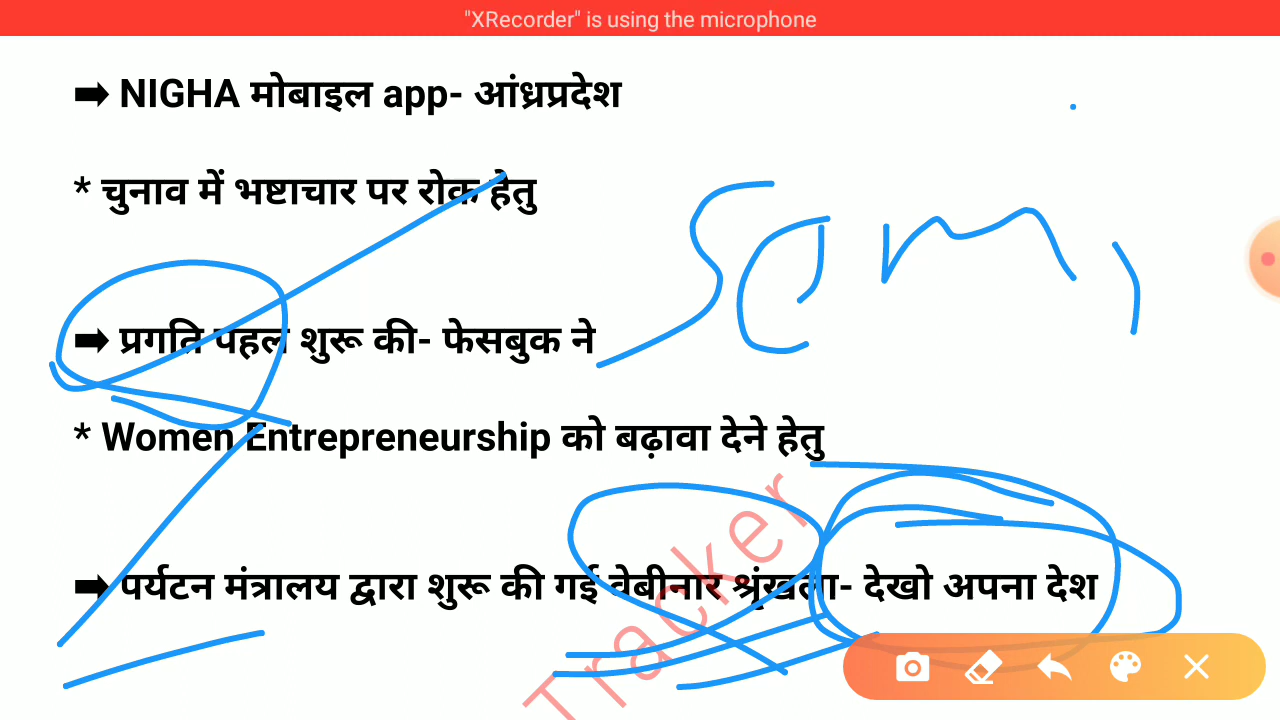 "XRecorder" is using the microphone
➡ NIGHA मोबाइल app- आंध्रप्रदेश
* चुनाव में भष्टाचार पर रोक हेतु
➡ प्रगति पहल शुरू की- फेसबुक ने
* Women Entrepreneurship को बढ़ावा देने हेतु
➡ पर्यटन मंत्रालय द्वारा शुरू की गई वेबीनार श्रृंखला- देखो अपना देश
Tracker